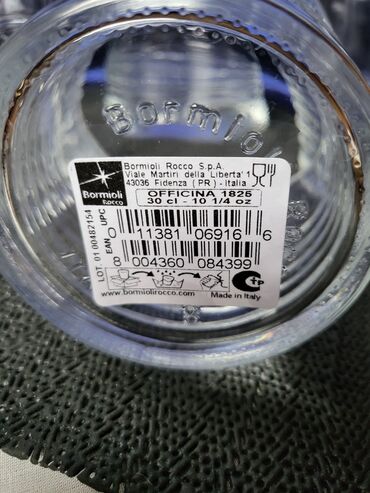 Bormioli
Bormioli Rocco S.p.A.
Viale Martiri della Liberta' 1
43036 Fidenza ( PR ) - Italia
Bormioli
Rocco
OFFICINA 1825
30 cl - 10 1/4 oz
LOT. 01 00482154
UPC
0 11381 06916 6
EAN
8 004360 084399
www.bormiolirocco.com
Made in Italy